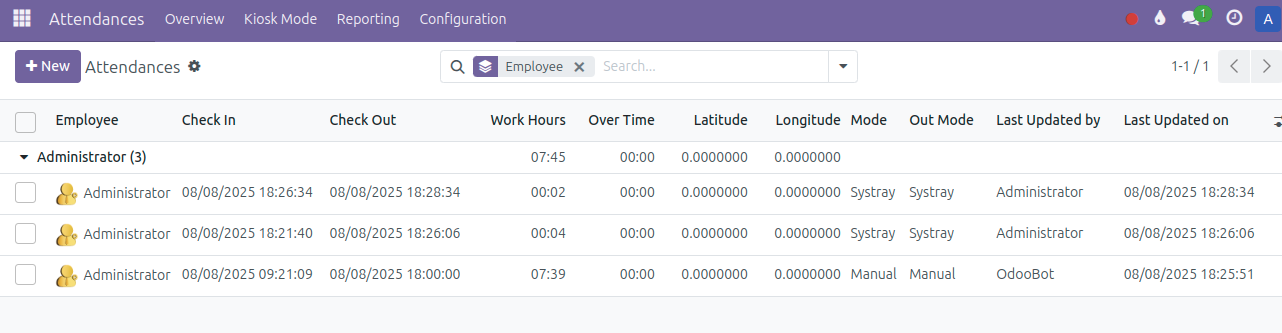 Attendances Overview Kiosk Mode Reporting Configuration 1 A
New Attendances Employee Search... 1-1 / 1
Employee Check In Check Out Work Hours Over Time Latitude Longitude Mode Out Mode Last Updated by Last Updated on
Administrator (3) 07:45 00:00 0.0000000 0.0000000
Administrator 08/08/2025 18:26:34 08/08/2025 18:28:34 00:02 00:00 0.0000000 0.0000000 Systray Systray Administrator 08/08/2025 18:28:34
Administrator 08/08/2025 18:21:40 08/08/2025 18:26:06 00:04 00:00 0.0000000 0.0000000 Systray Systray Administrator 08/08/2025 18:26:06
Administrator 08/08/2025 09:21:09 08/08/2025 18:00:00 07:39 00:00 0.0000000 0.0000000 Manual Manual OdooBot 08/08/2025 18:25:51